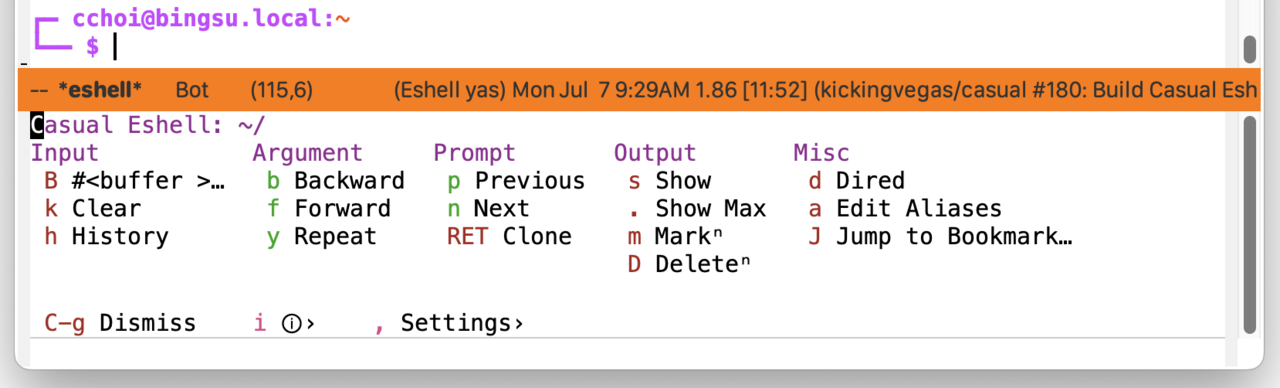 cchoi@bingsu.local:~
$
-- *eshell* Bot (115,6) (Eshell yas) Mon Jul 7 9:29AM 1.86 [11:52] (kickingvegas/casual #180: Build Casual Esh
Casual Eshell: ~/
Input Argument Prompt Output Misc
B #<buffer >… b Backward p Previous s Show d Dired
k Clear f Forward n Next . Show Max a Edit Aliases
h History y Repeat RET Clone m Markⁿ J Jump to Bookmark…
D Deleteⁿ
C-g Dismiss i ⓘ› , Settings›